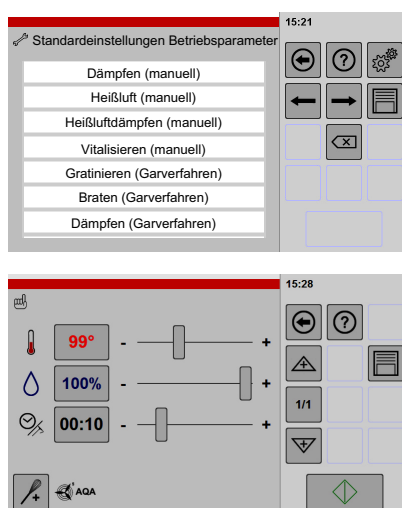 15:21
Standardeinstellungen Betriebsparameter
Dämpfen (manuell)
Heißluft (manuell)
Heißluftdämpfen (manuell)
Vitalisieren (manuell)
Gratinieren (Garverfahren)
Braten (Garverfahren)
Dämpfen (Garverfahren)
15:28
99° - +
100% - +
1/1
00:10 - +
AQA